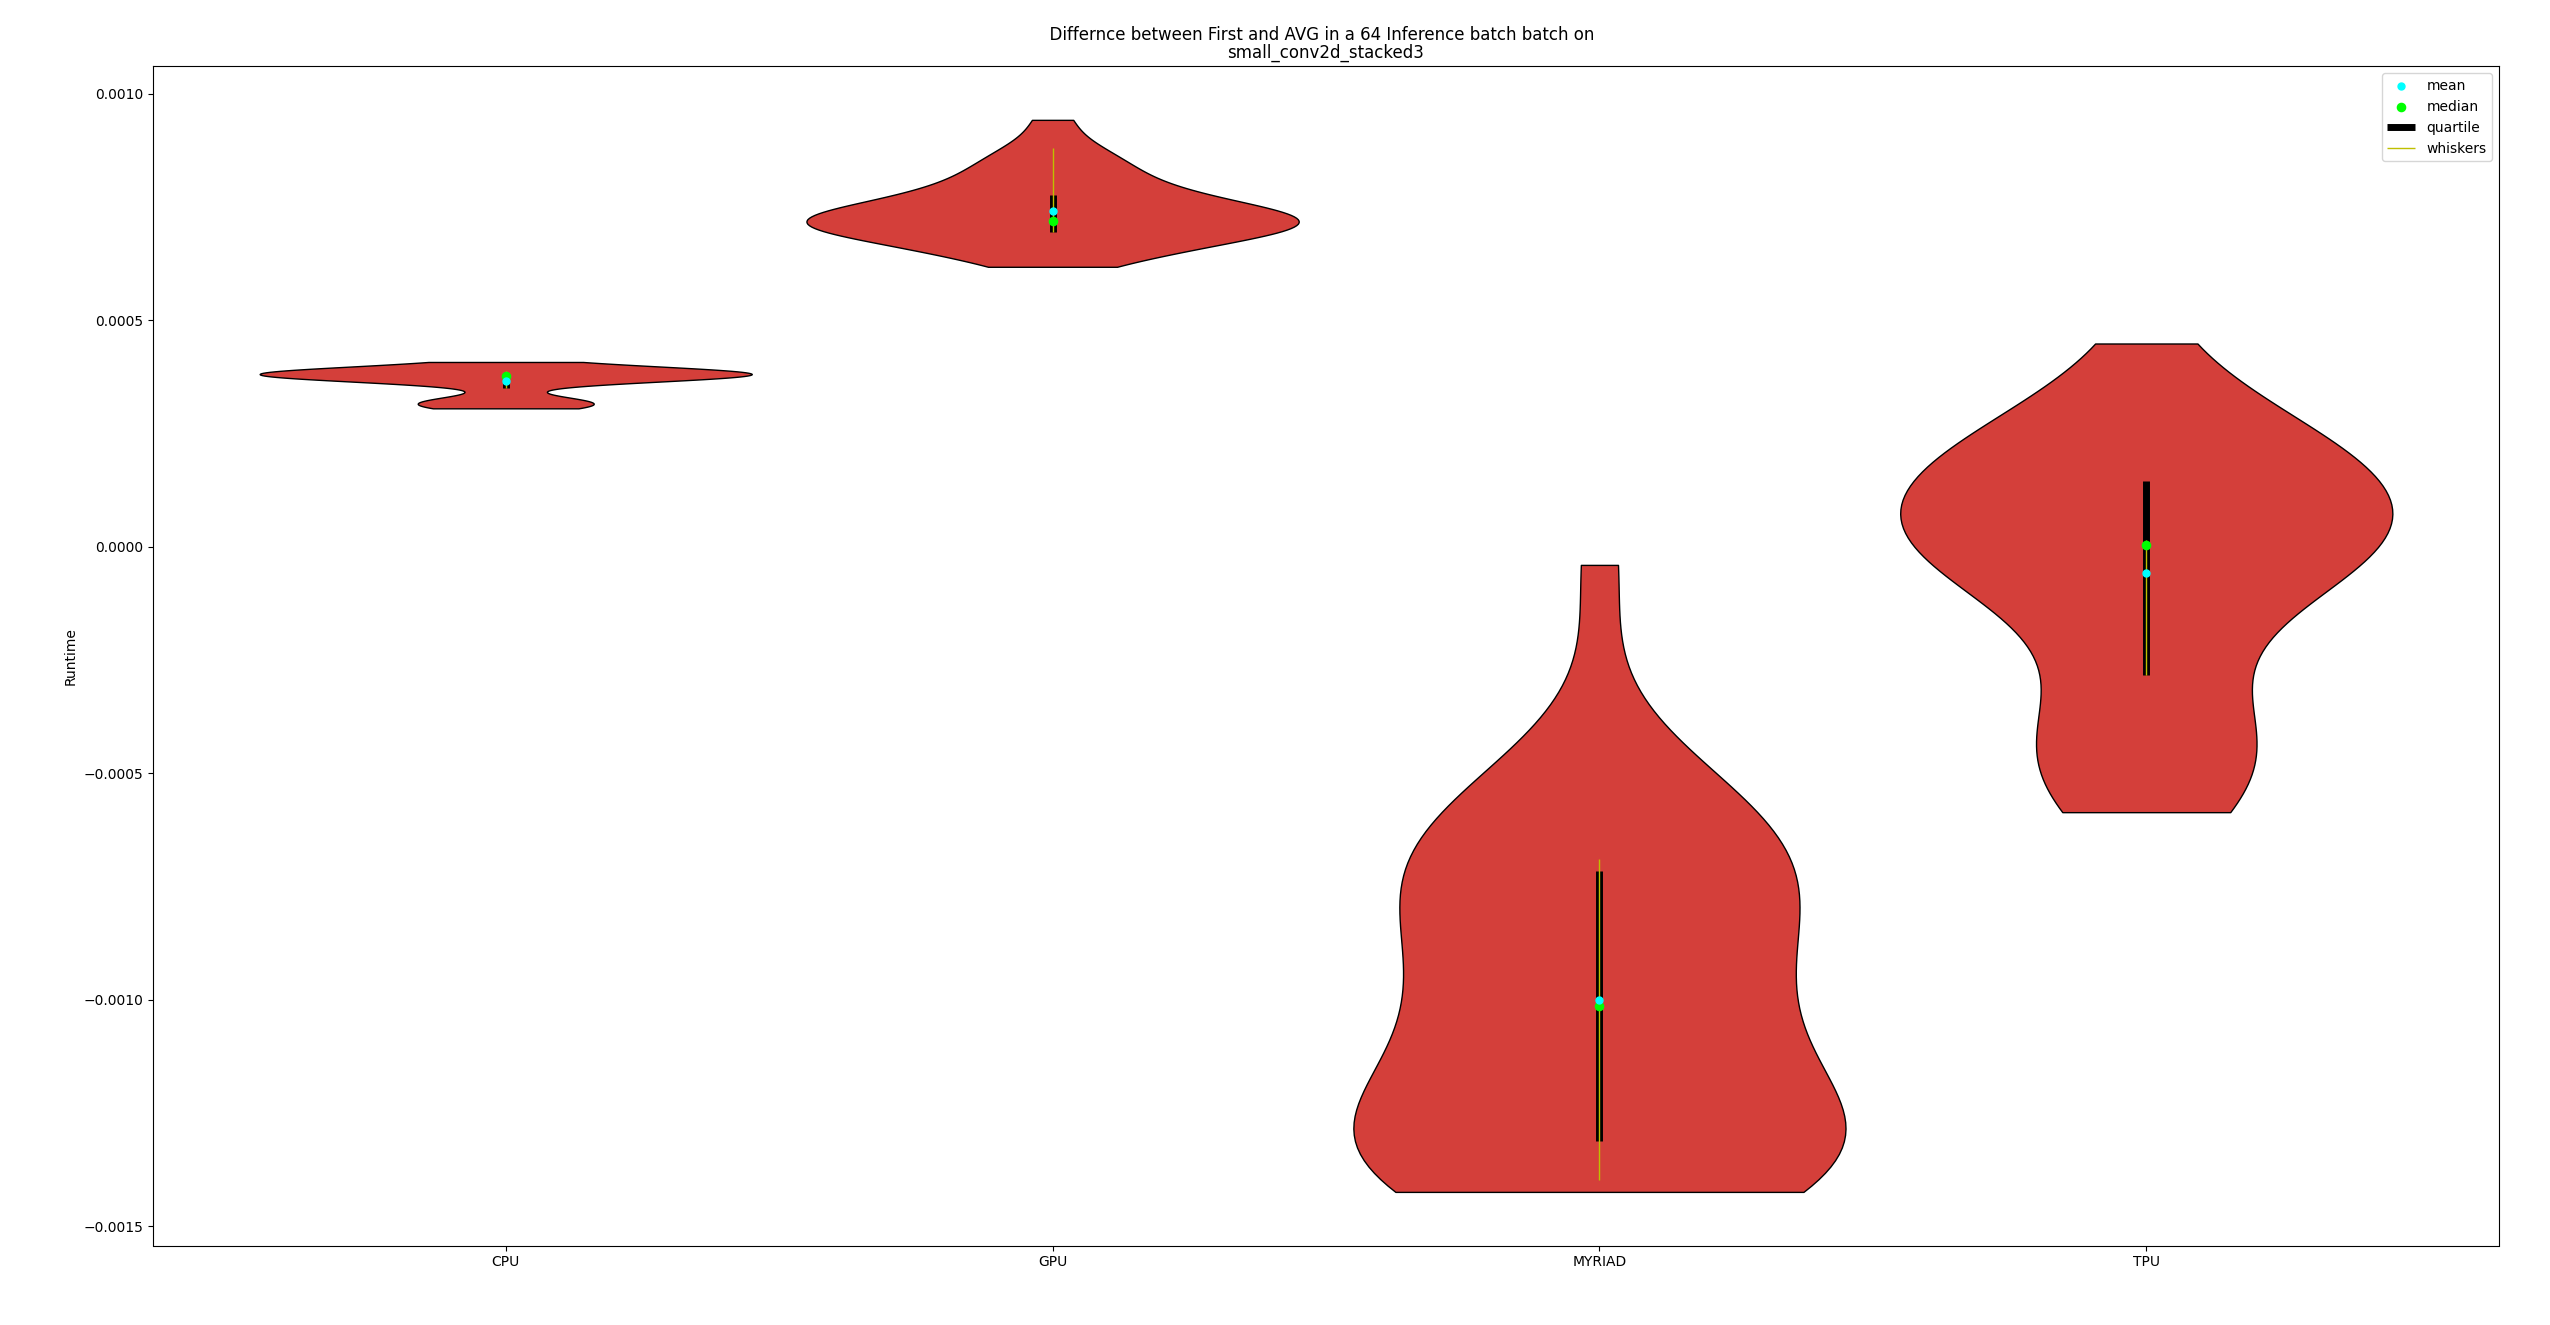 Differnce between First and AVG in a 64 Inference batch batch on
small_conv2d_stacked3
mean
median
quartile
whiskers
0.0010
0.0005
0.0000
−0.0005
−0.0010
−0.0015
Runtime
CPU
GPU
MYRIAD
TPU